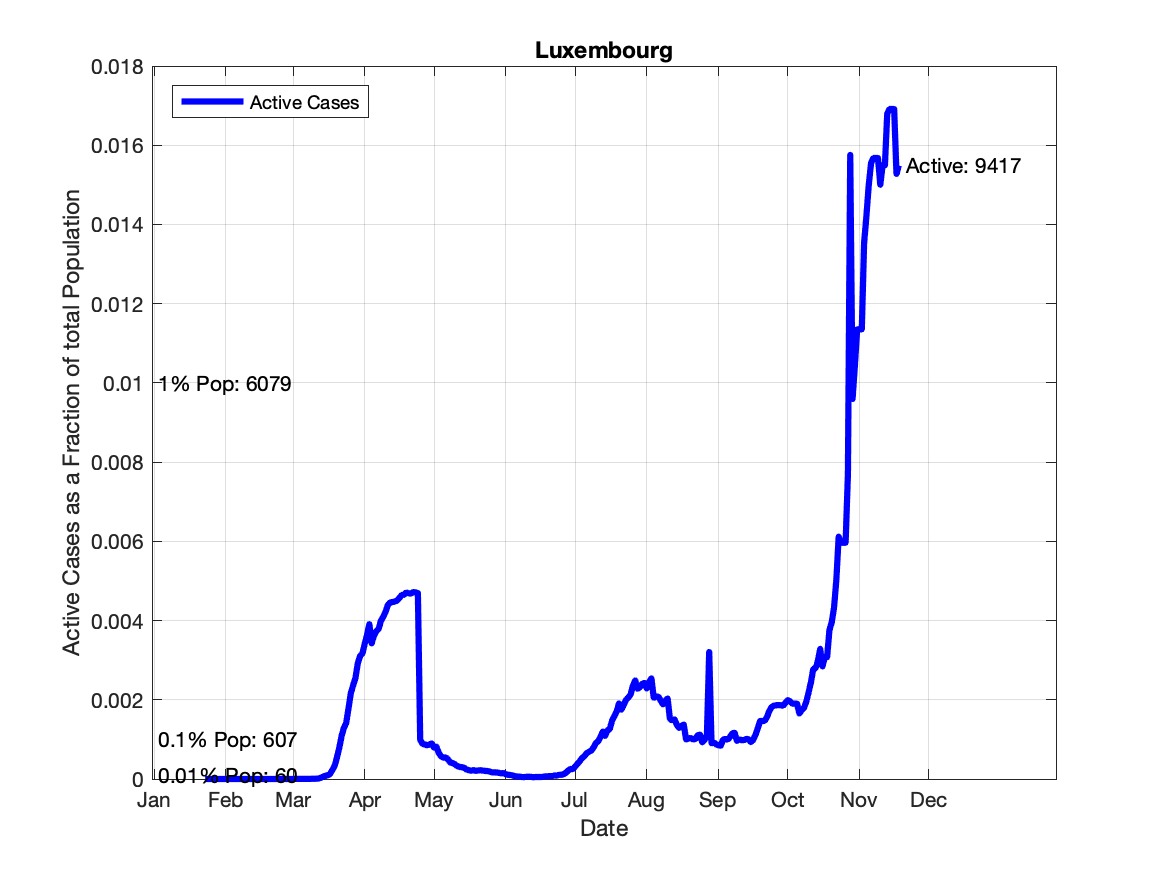 Luxembourg
0.018
Active Cases
0.016
Active: 9417
0.014
0.012
0.01
1% Pop: 6079
0.008
0.006
0.004
0.002
0.1% Pop: 607
0
0.01% Pop: 60
Active Cases as a Fraction of total Population
Jan Feb Mar Apr May Jun Jul Aug Sep Oct Nov Dec
Date